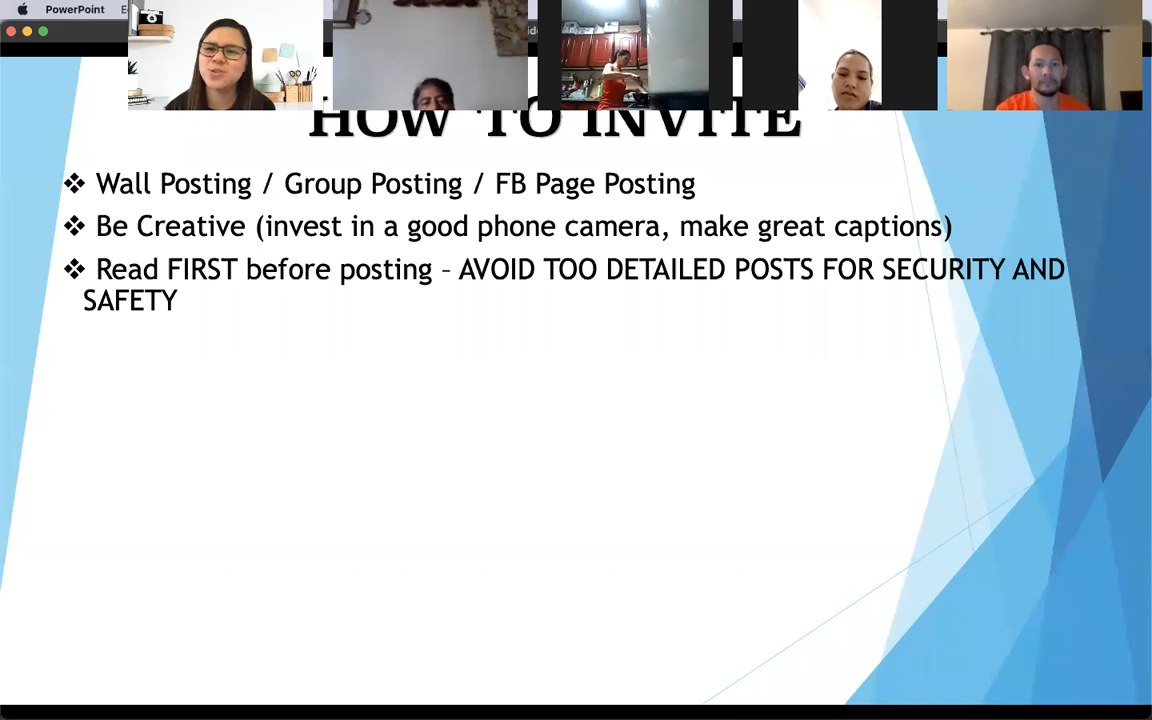 PowerPoint
HOW TO INVITE
❖ Wall Posting / Group Posting / FB Page Posting
❖ Be Creative (invest in a good phone camera, make great captions)
❖ Read FIRST before posting – AVOID TOO DETAILED POSTS FOR SECURITY AND
SAFETY